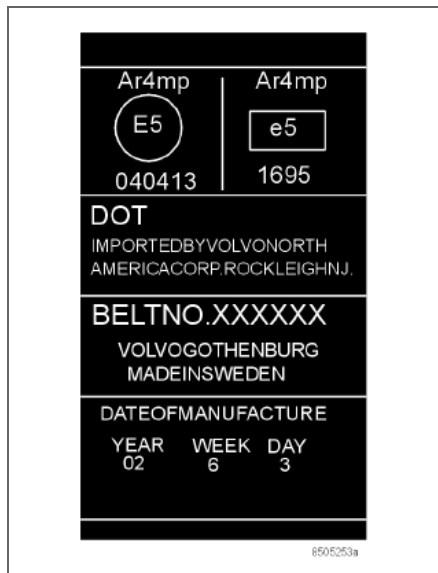 Ar4mp Ar4mp
E5 e5
040413 1695
DOT
IMPORTEDBYVOLVONORTH
AMERICACORP.ROCKLEIGHNJ.
BELTNO.XXXXXX
VOLVOGOTHENBURG
MADEINSWEDEN
DATEOFMANUFACTURE
YEAR WEEK DAY
02 6 3
8505253a